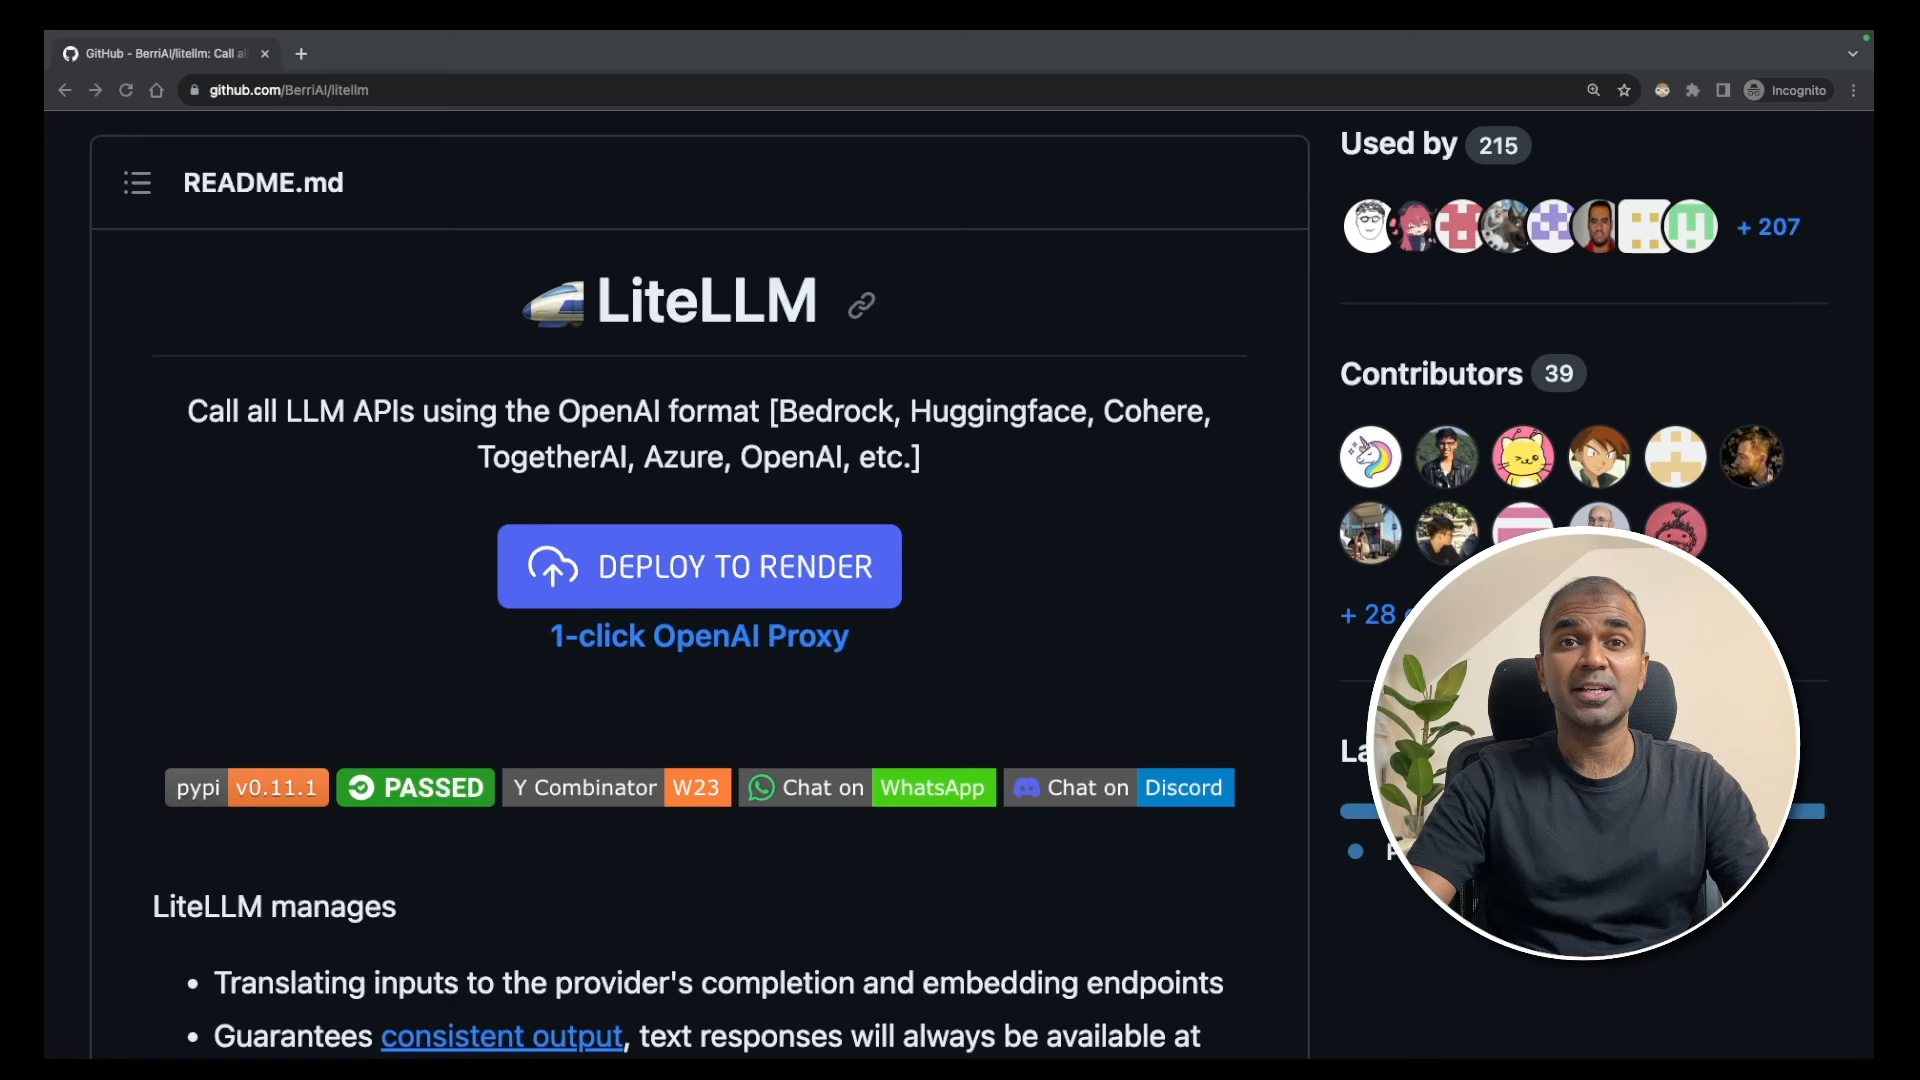 GitHub - BerriAI/litellm: Call al
github.com/BerriAI/litellm
Incognito
README.md
LiteLLM
Call all LLM APIs using the OpenAI format [Bedrock, Huggingface, Cohere,
TogetherAI, Azure, OpenAI, etc.]
DEPLOY TO RENDER
1-click OpenAI Proxy
pypi v0.11.1 PASSED Y Combinator W23 Chat on WhatsApp Chat on Discord
LiteLLM manages
• Translating inputs to the provider's completion and embedding endpoints
• Guarantees consistent output, text responses will always be available at
Used by 215
+ 207
Contributors 39
+ 28
La